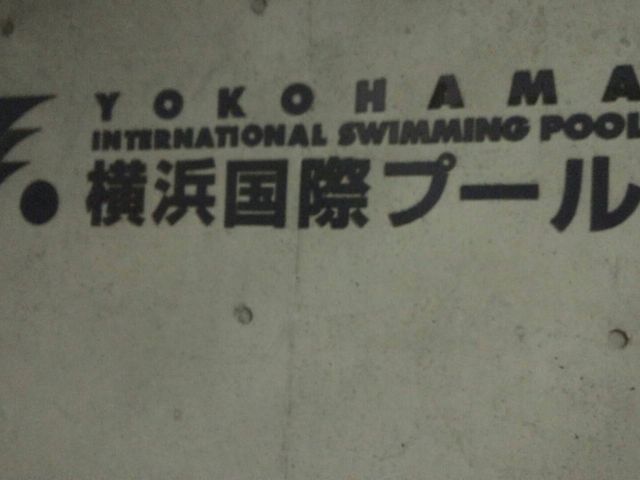 YOKOHAMA
INTERNATIONAL SWIMMING POOL
横浜国際プール